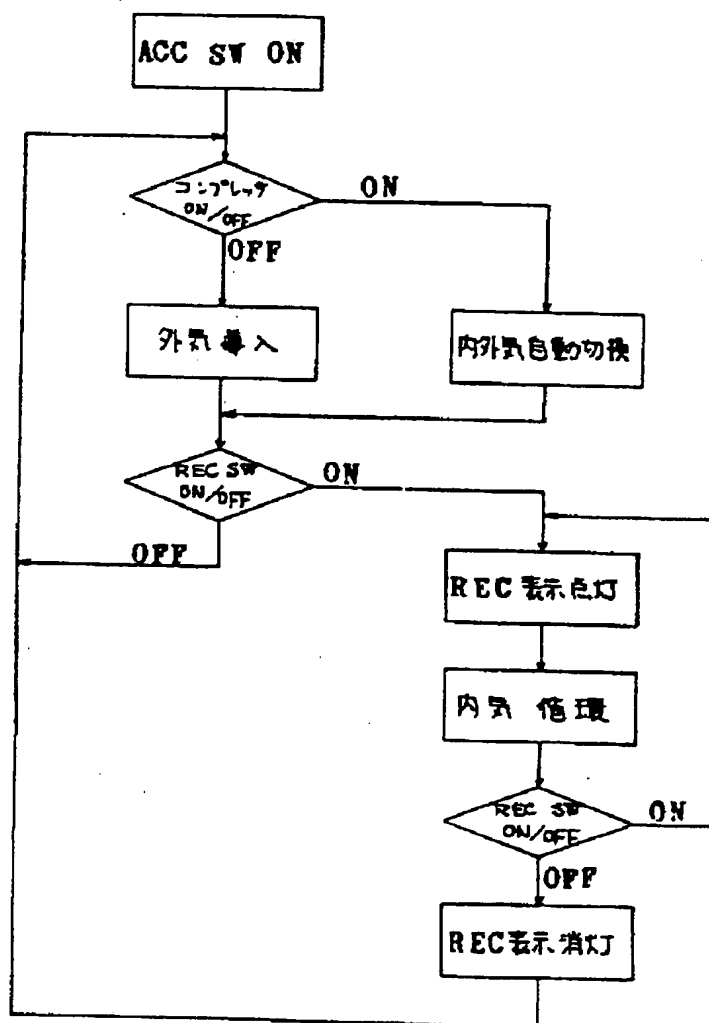 ACC SW ON
コンプレッサ
ON/OFF
ON
OFF
外気導入
内外気自動切換
REC SW
ON/OFF
ON
OFF
REC表示点灯
内気循環
REC SW
ON/OFF
ON
OFF
REC表示消灯